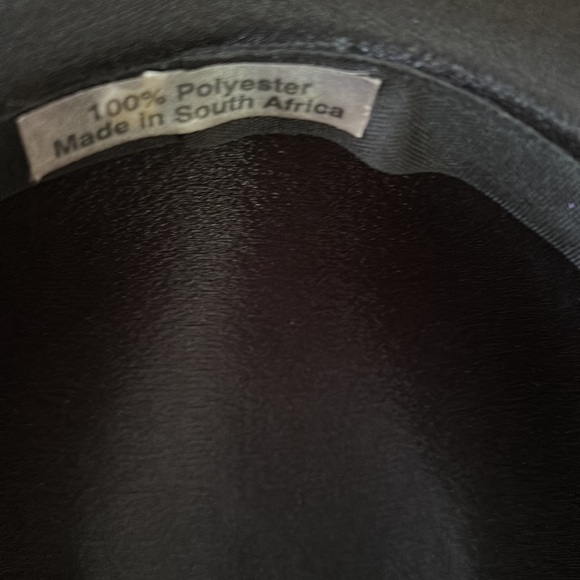 100% Polyester
Made in South Africa